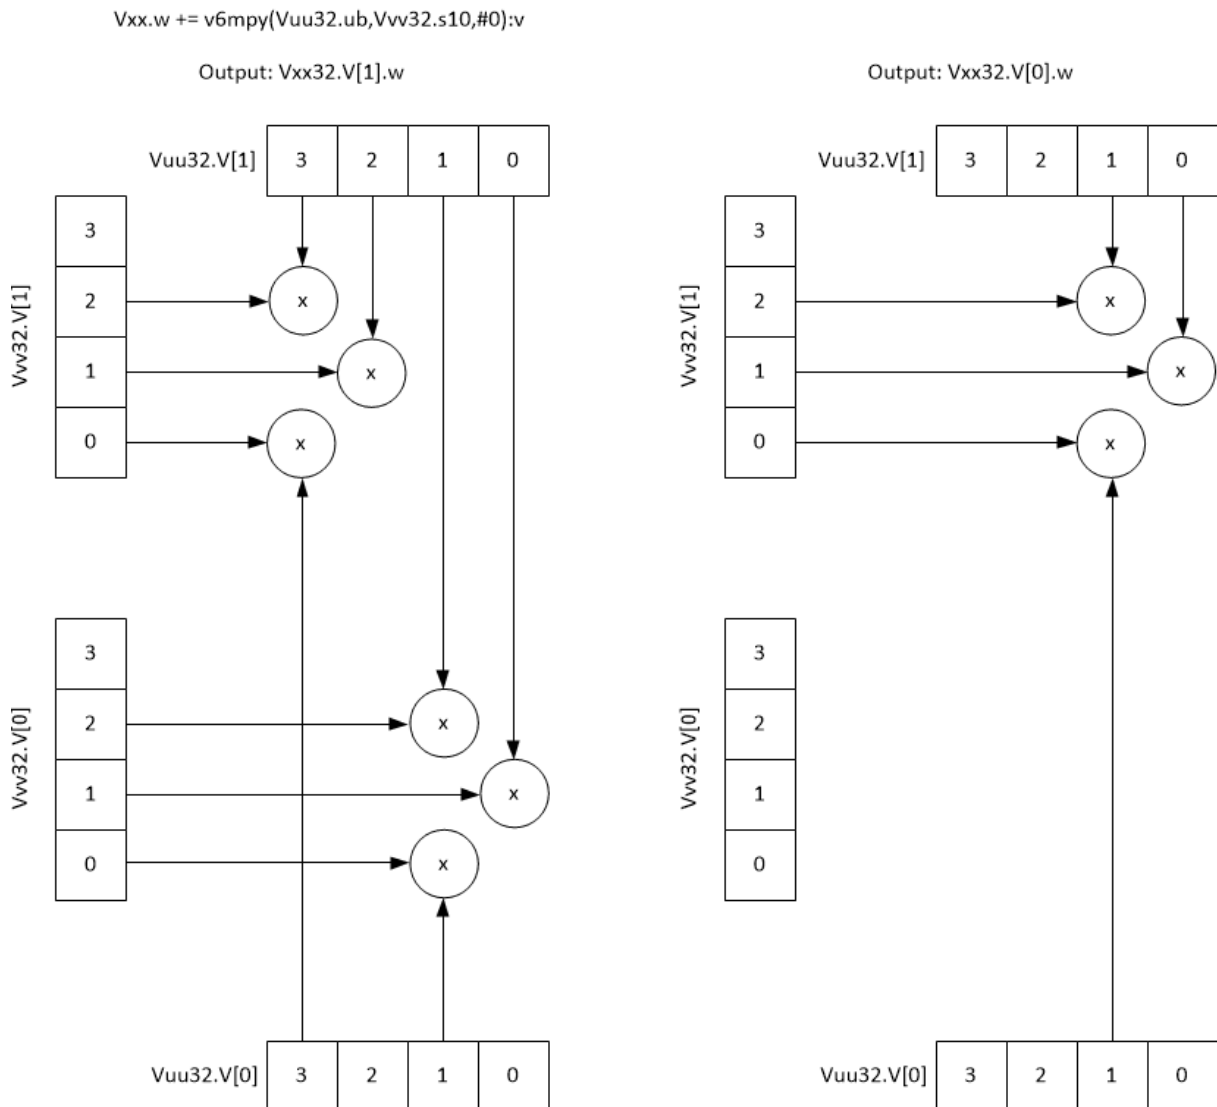 Vxx.w += v6mpy(Vuu32.ub,Vvv32.s10,#0):v
Output: Vxx32.V[1].w
Vuu32.V[1] 3 2 1 0
Vvv32.V[1]
3
2 x
1 x
0 x
Vvv32.V[0]
3
2 x
1 x
0 x
Vuu32.V[0] 3 2 1 0
Output: Vxx32.V[0].w
Vuu32.V[1] 3 2 1 0
Vvv32.V[1]
3
2 x
1 x
0 x
Vvv32.V[0]
3
2
1
0
Vuu32.V[0] 3 2 1 0